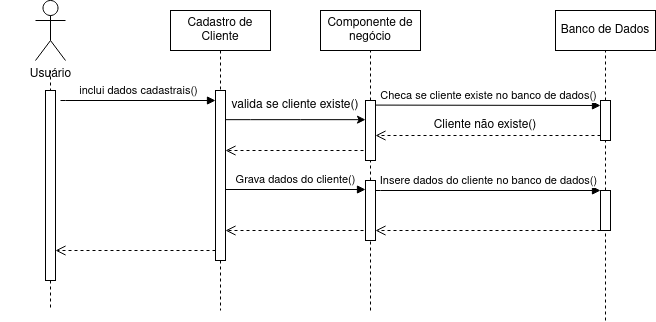 Cadastro de
Cliente
Componente de
negócio
Banco de Dados
Usuário
inclui dados cadastrais()
valida se cliente existe()
Checa se cliente existe no banco de dados()
Cliente não existe()
Grava dados do cliente()
Insere dados do cliente no banco de dados()